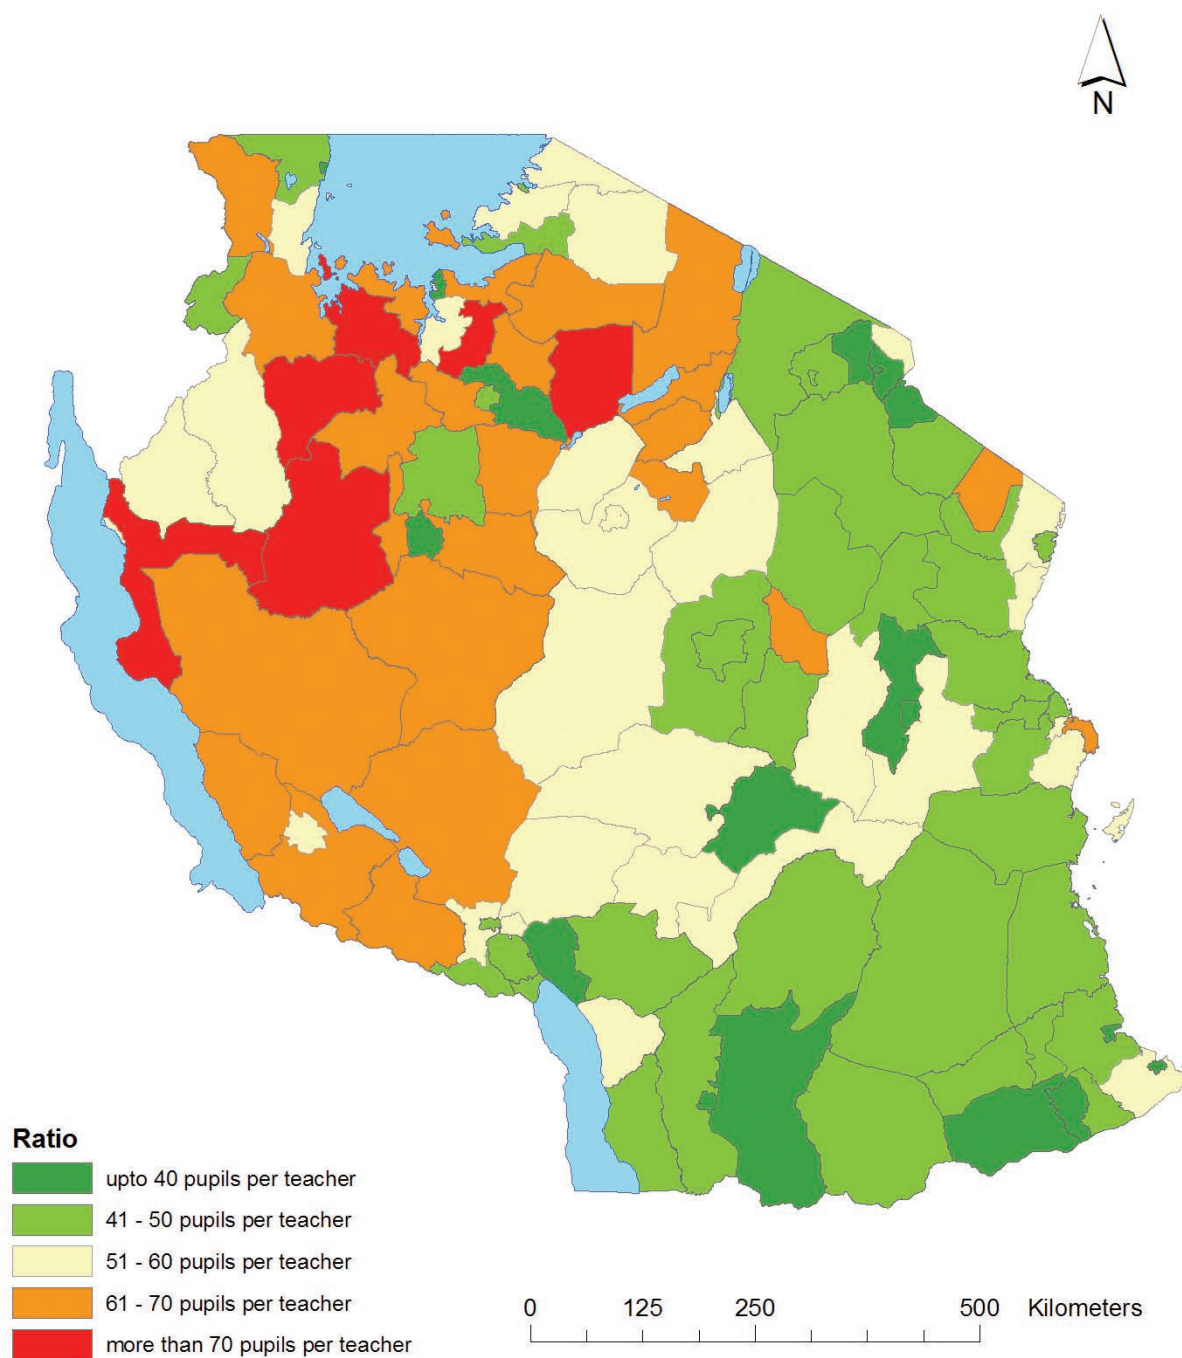 N
Ratio
upto 40 pupils per teacher
41 - 50 pupils per teacher
51 - 60 pupils per teacher
61 - 70 pupils per teacher
more than 70 pupils per teacher
0 125 250 500 Kilometers